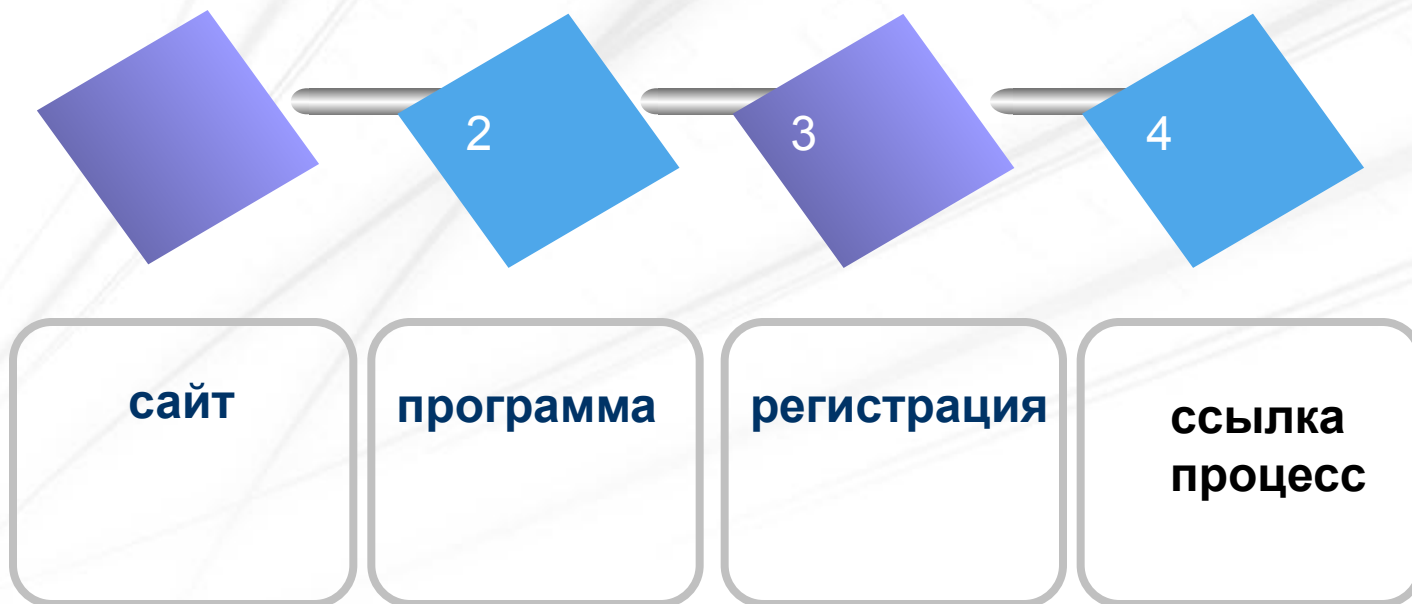 2
3
4
сайт
программа
регистрация
ссылка
процесс